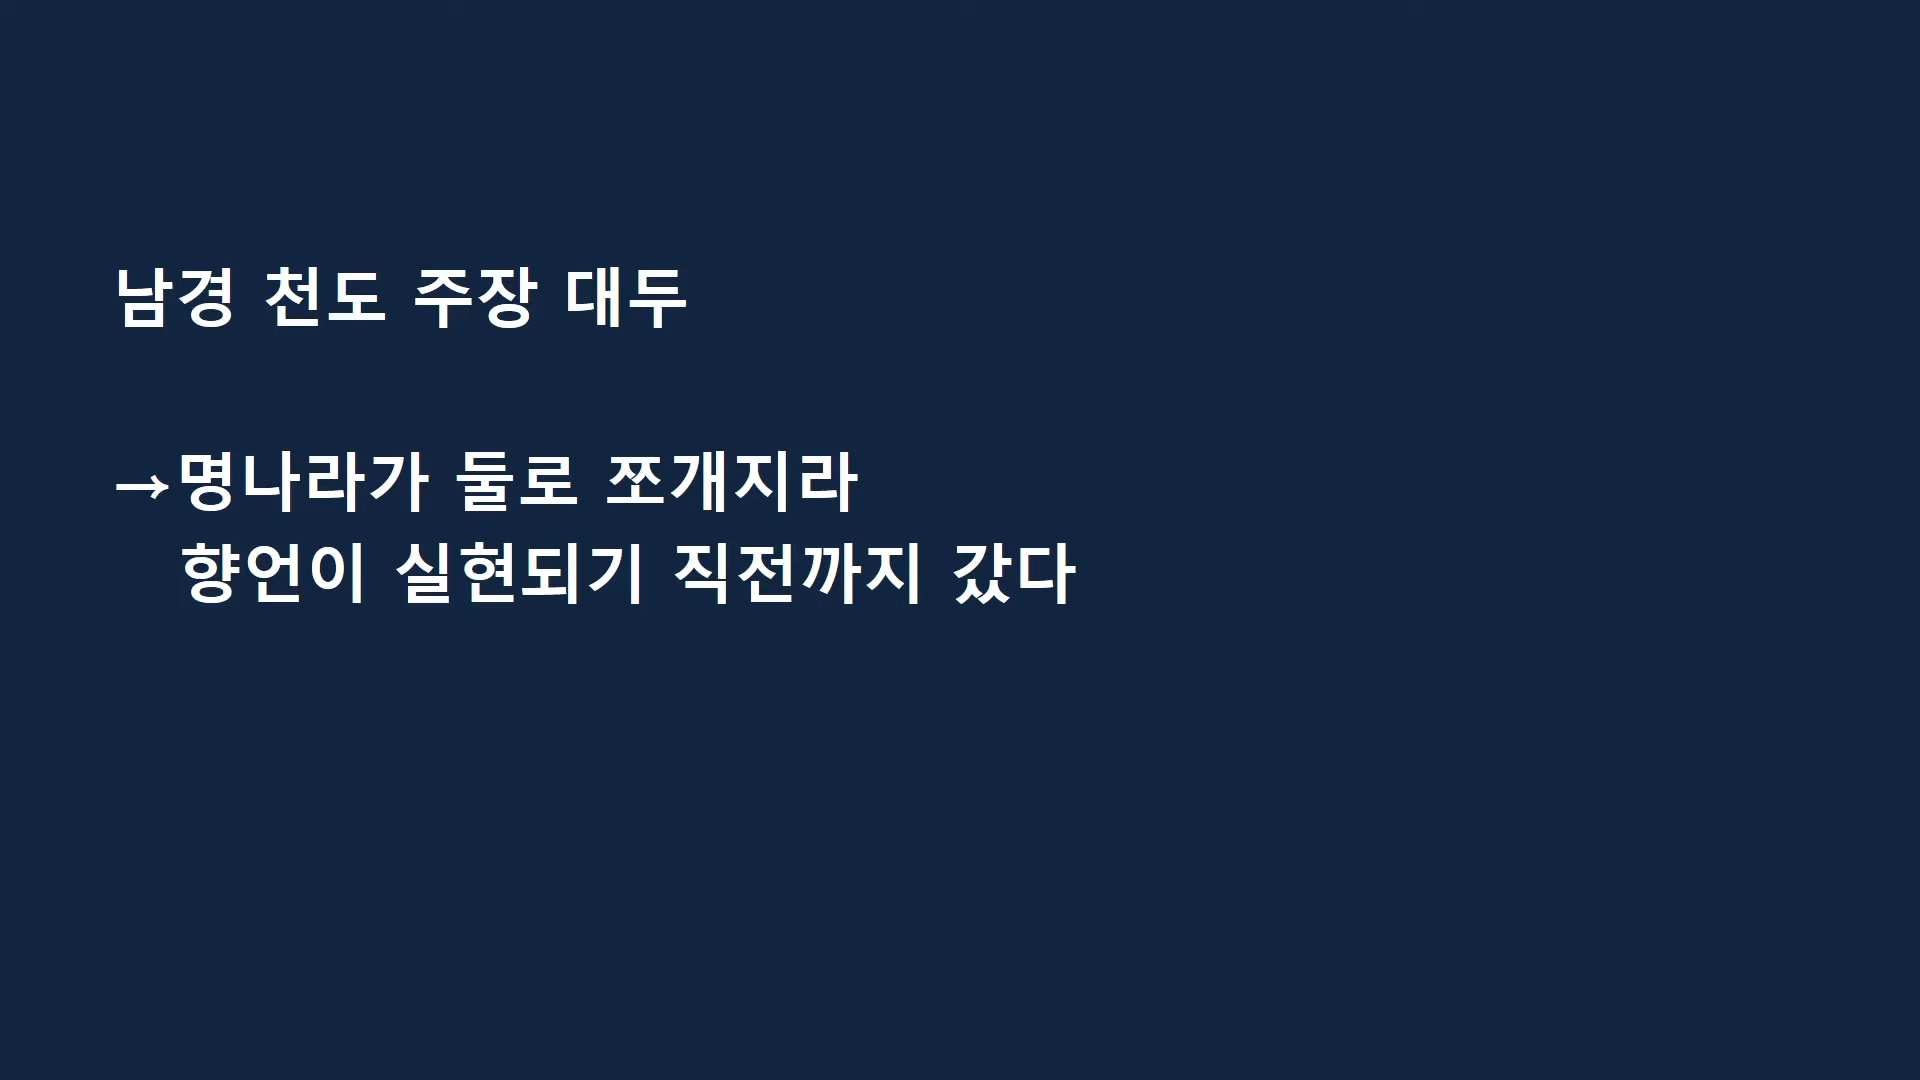 남경 천도 주장 대두
→명나라가 둘로 쪼개지라
향언이 실현되기 직전까지 갔다